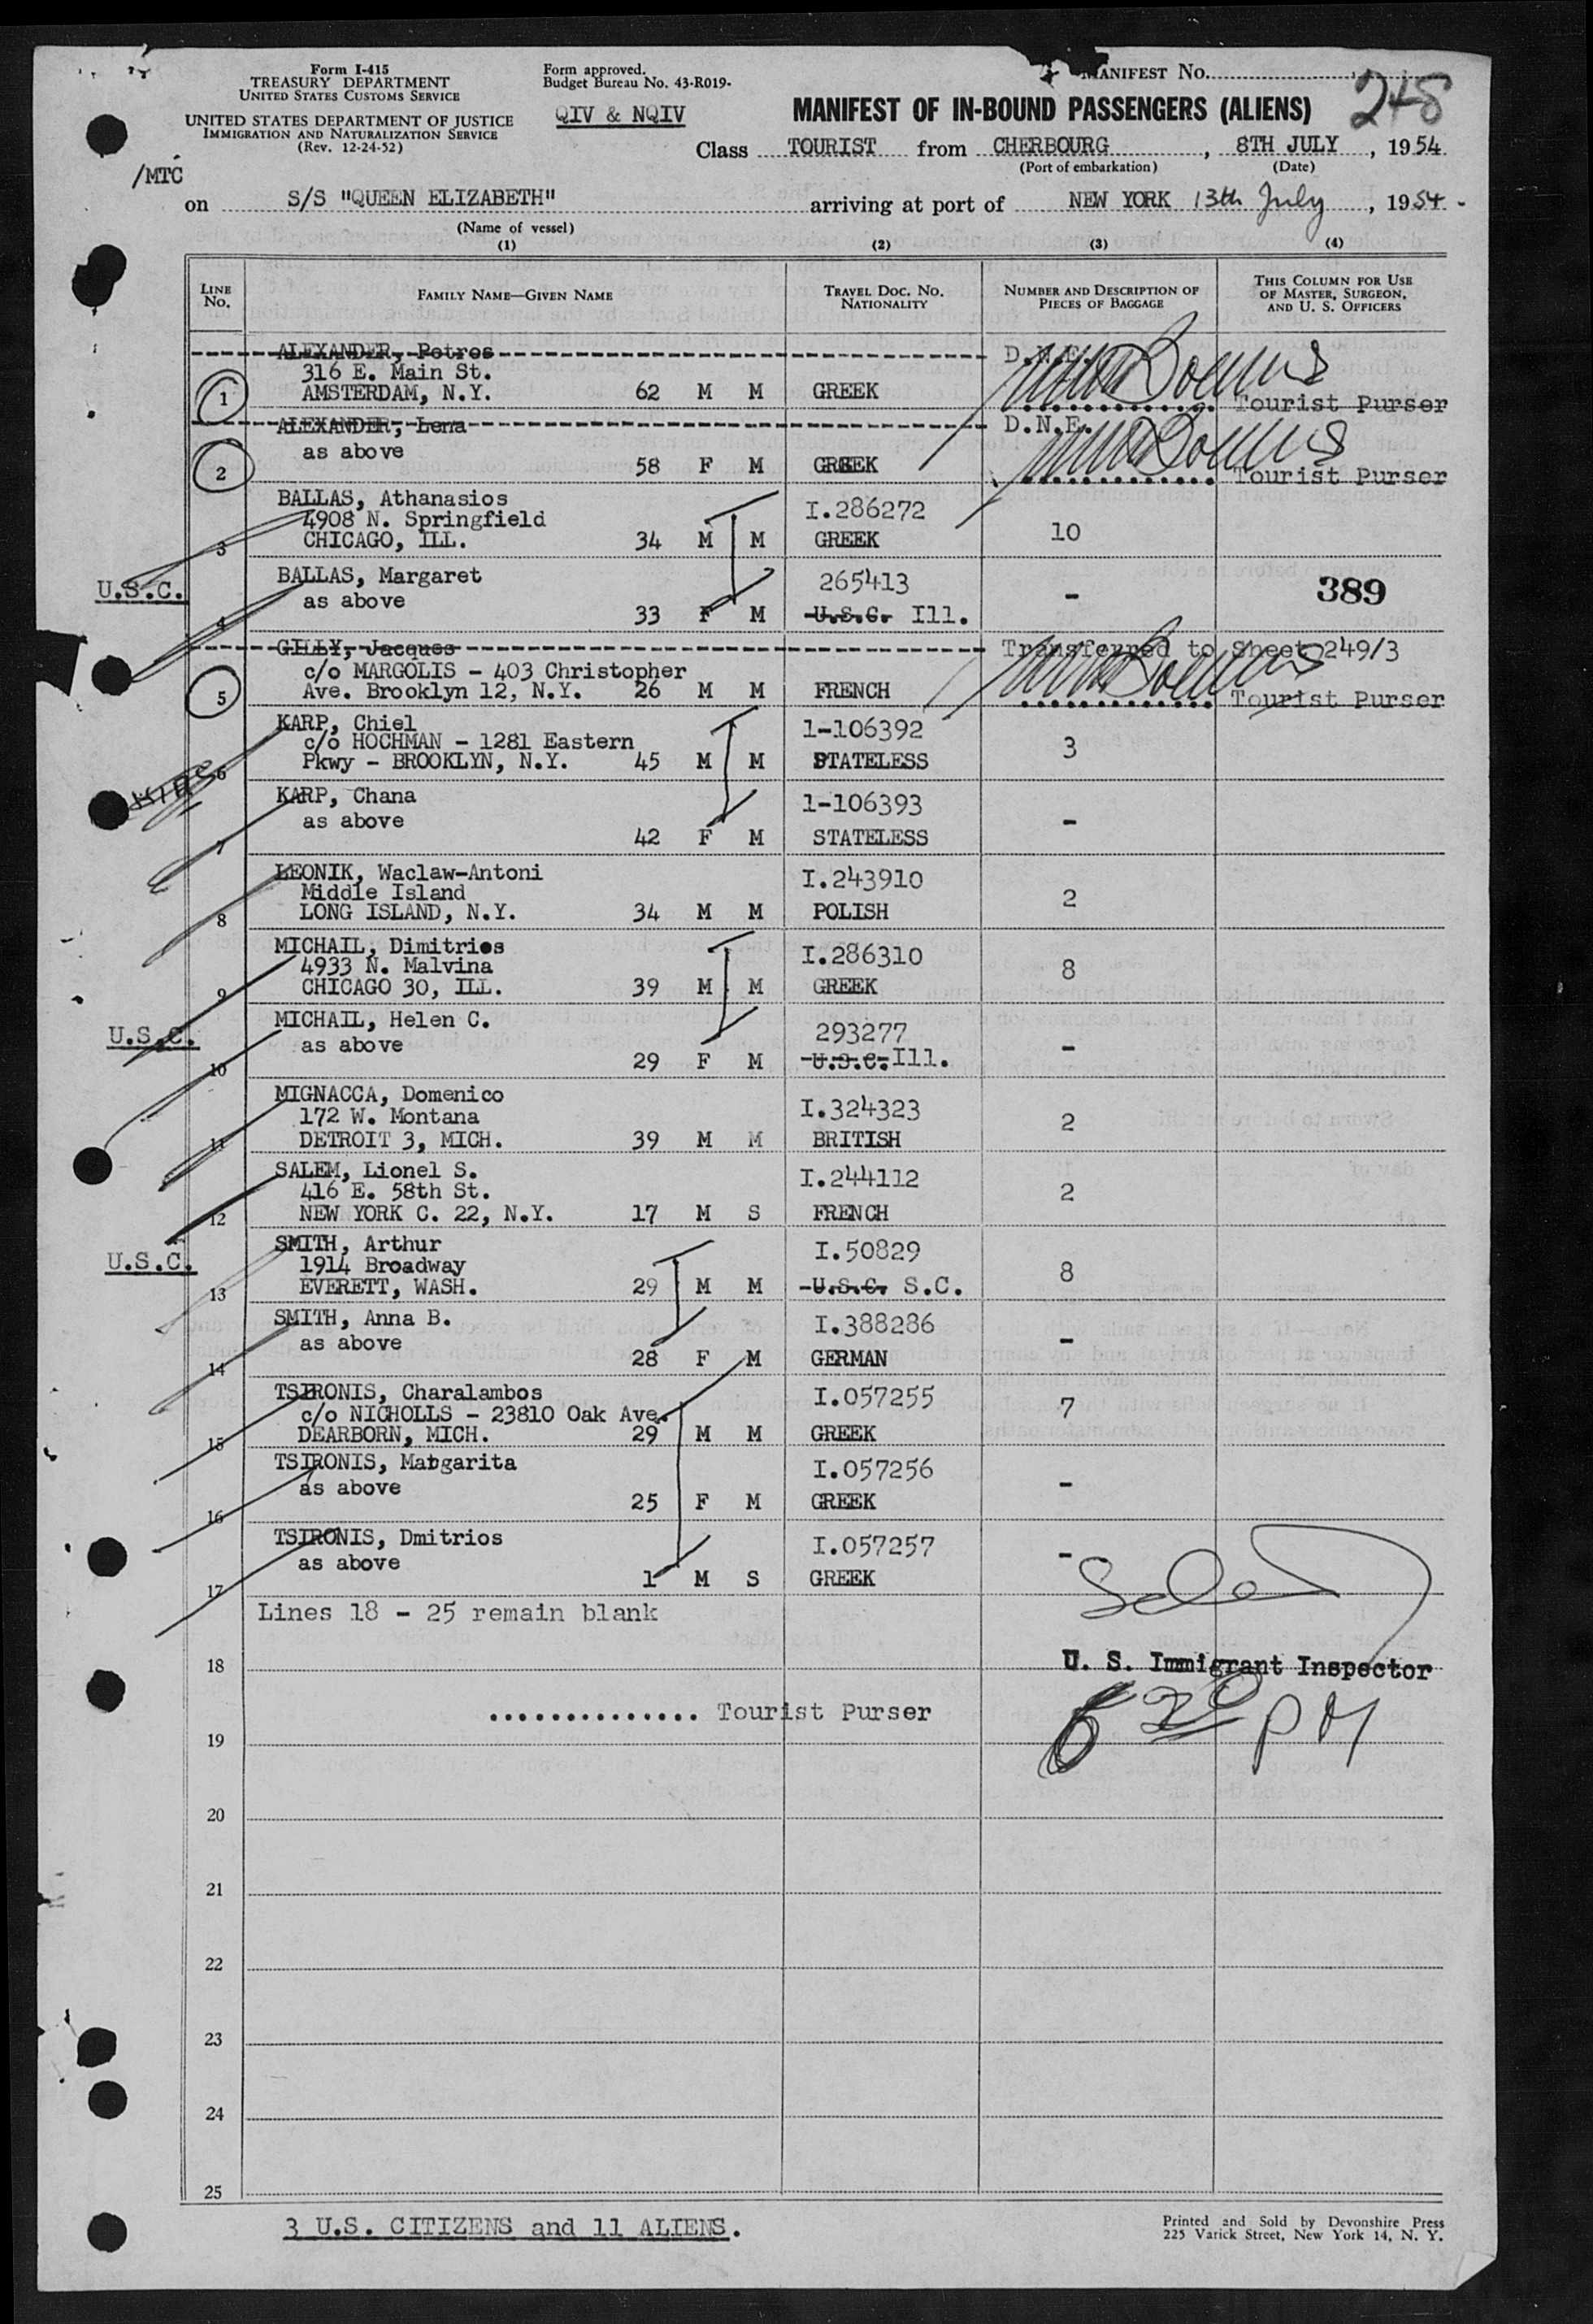 Form I-415
TREASURY DEPARTMENT
UNITED STATES CUSTOMS SERVICE
UNITED STATES DEPARTMENT OF JUSTICE
IMMIGRATION AND NATURALIZATION SERVICE
(Rev. 12-24-52)
Form approved.
Budget Bureau No. 43-R019-
QIV & NQIV
MANIFEST No.
248
MANIFEST OF IN-BOUND PASSENGERS (ALIENS)
Class TOURIST from CHERBOURG, 8TH JULY, 1954
(Port of embarkation) (Date)
/MTC
on S/S "QUEEN ELIZABETH" arriving at port of NEW YORK 13th July, 1954.
(Name of vessel)
(1) (2) (3) (4)
LINE No. FAMILY NAME—GIVEN NAME TRAVEL DOC. NO. NATIONALITY NUMBER AND DESCRIPTION OF PIECES OF BAGGAGE THIS COLUMN FOR USE OF MASTER, SURGEON, AND U. S. OFFICERS
ALEXANDER, Petros D.N.E.
316 E. Main St.
1 AMSTERDAM, N.Y. 62 M M GREEK Tourist Purser
ALEXANDER, Lena D.N.E.
as above
2 58 F M GREEK Tourist Purser
BALLAS, Athanasios I.286272
4908 N. Springfield
3 CHICAGO, ILL. 34 M M GREEK 10
U.S.C.
BALLAS, Margaret 265413
as above - 389
4 33 F M U.S.C. Ill.
GILLY, Jacques Transferred to Sheet 249/3
c/o MARGOLIS - 403 Christopher
5 Ave. Brooklyn 12, N.Y. 26 M M FRENCH Tourist Purser
KARP, Chiel 1-106392
c/o HOCHMAN - 1281 Eastern 3
6 Pkwy - BROOKLYN, N.Y. 45 M M STATELESS
KARP, Chana 1-106393
as above -
7 42 F M STATELESS
LEONIK, Waclaw-Antoni I.243910
Middle Island 2
8 LONG ISLAND, N.Y. 34 M M POLISH
MICHAIL, Dimitrios I.286310
4933 N. Malvina 8
9 CHICAGO 30, ILL. 39 M M GREEK
U.S.C.
MICHAIL, Helen C. 293277
as above -
10 29 F M U.S.C. Ill.
MIGNACCA, Domenico I.324323
172 W. Montana 2
11 DETROIT 3, MICH. 39 M M BRITISH
SALEM, Lionel S. I.244112
416 E. 58th St. 2
12 NEW YORK C. 22, N.Y. 17 M S FRENCH
U.S.C.
SMITH, Arthur I.50829
1914 Broadway 8
13 EVERETT, WASH. 29 M M U.S.C. S.C.
SMITH, Anna B. I.388286
as above -
14 28 F M GERMAN
TSIRONIS, Charalambos I.057255
c/o NICHOLLS - 23810 Oak Ave. 7
15 DEARBORN, MICH. 29 M M GREEK
TSIRONIS, Margarita I.057256
as above -
16 25 F M GREEK
TSIRONIS, Dmitrios I.057257
as above -
17 1 M S GREEK
Lines 18 - 25 remain blank
18
U. S. Immigrant Inspector
.............. Tourist Purser
6 20 PM
19
20
21
22
23
24
25
3 U.S. CITIZENS and 11 ALIENS.
Printed and Sold by Devonshire Press
225 Varick Street, New York 14, N. Y.